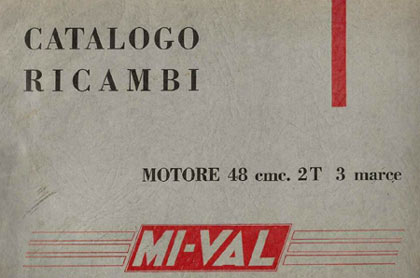 CATALOGO
RICAMBI
MOTORE 48 cmc. 2T 3 marce
MI-VAL